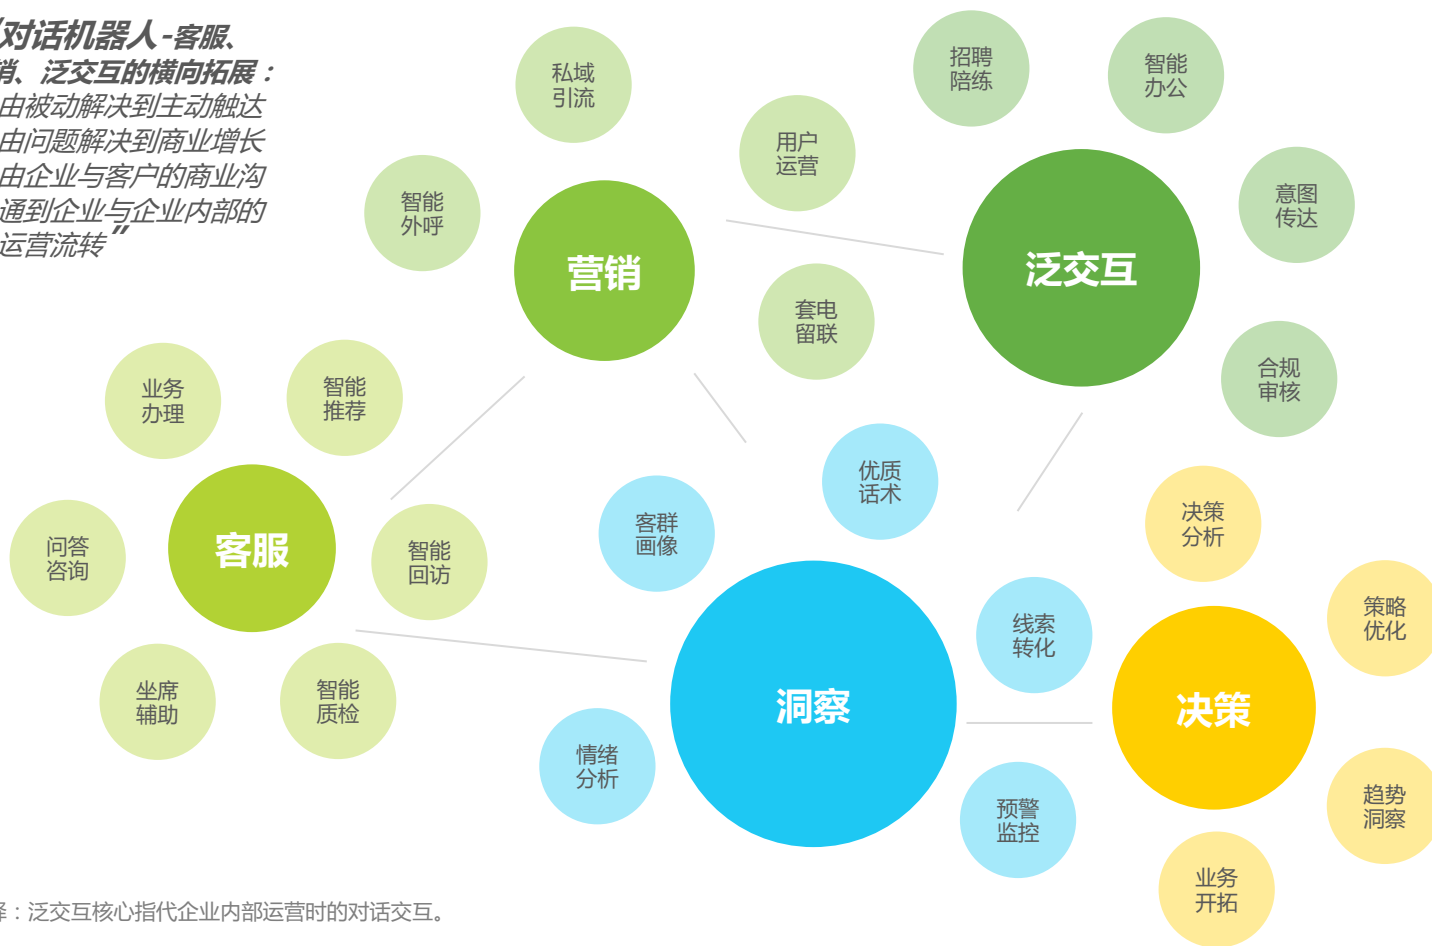 对话机器人-客服、
销、泛交互的横向拓展：
由被动解决到主动触达
由问题解决到商业增长
由企业与客户的商业沟
通到企业与企业内部的
运营流转”
私域
引流
招聘
陪练
智能
办公
用户
运营
智能
外呼
意图
传达
营销
泛交互
套电
留联
合规
审核
业务
办理
智能
推荐
优质
话术
客群
画像
决策
分析
问答
咨询
客服
智能
回访
线索
转化
策略
优化
坐席
辅助
智能
质检
洞察
决策
情绪
分析
预警
监控
趋势
洞察
业务
开拓
释：泛交互核心指代企业内部运营时的对话交互。